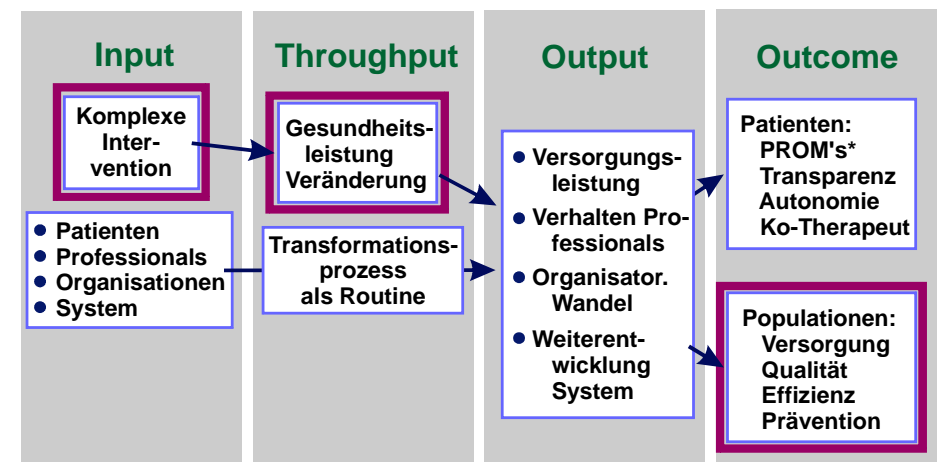 Input
Komplexe
Inter-
vention
Patienten
Professionals
Organisationen
System
Throughput
Gesundheits-
leistung
Veränderung
Transformations-
prozess
als Routine
Output
Versorgungs-
leistung
Verhalten Pro-
fessionals
Organisator.
Wandel
Weiterent-
wicklung
System
Outcome
Patienten:
PROM's*
Transparenz
Autonomie
Ko-Therapeut
Populationen:
Versorgung
Qualität
Effizienz
Prävention